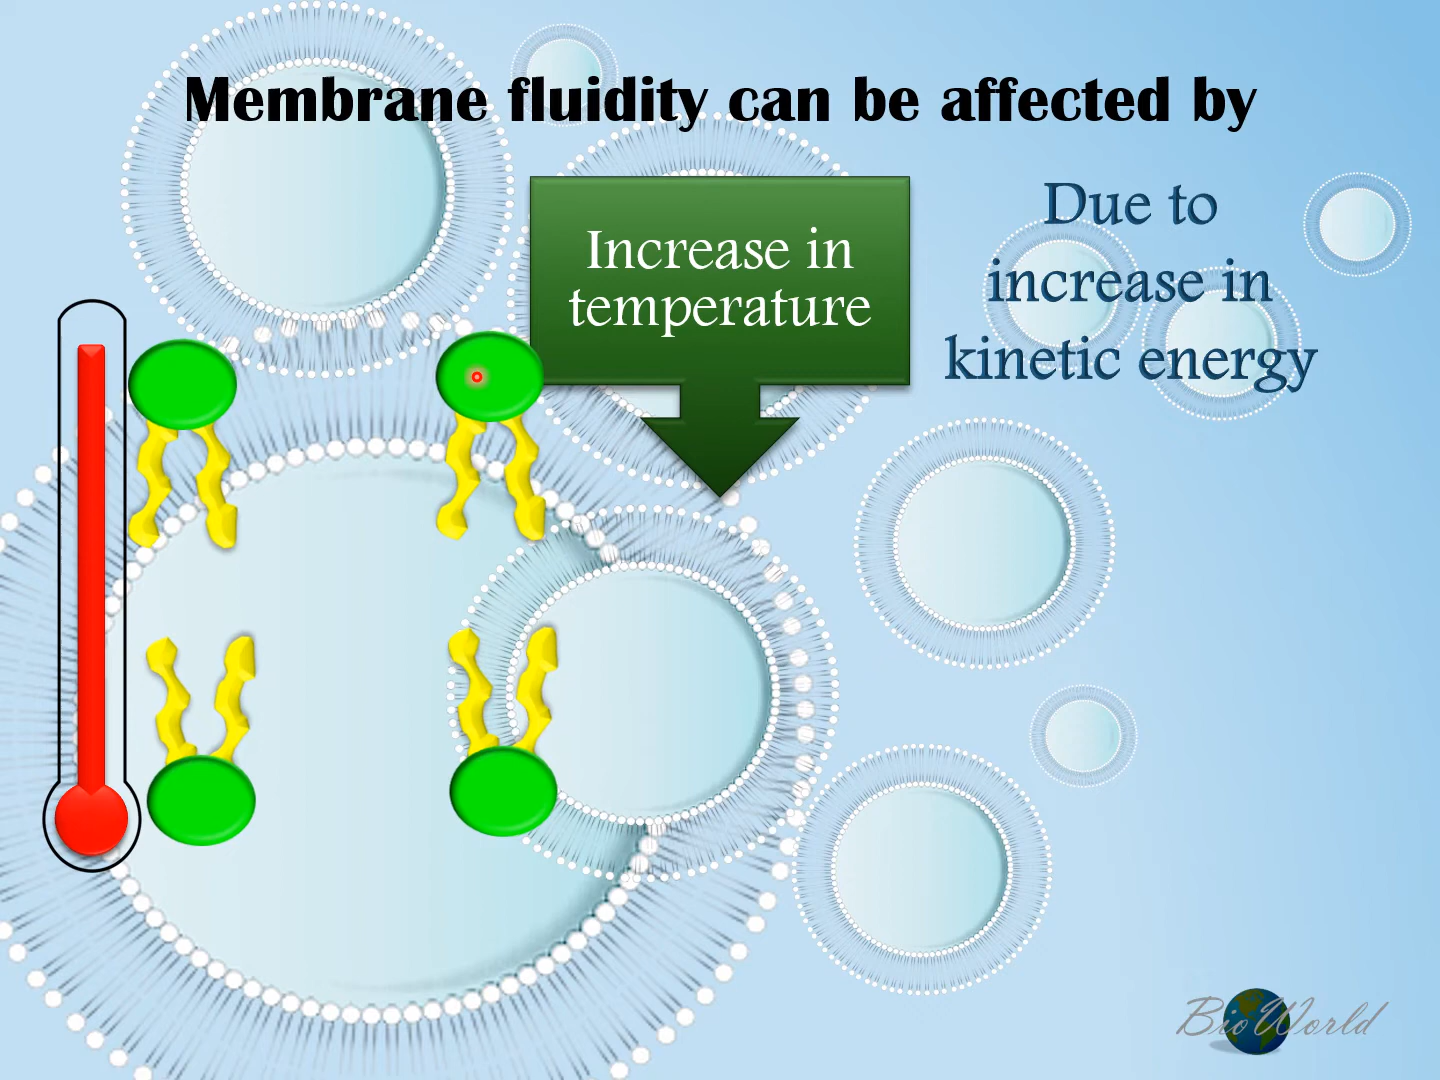 Membrane fluidity can be affected by
Increase in
temperature
Due to
increase in
kinetic energy
BioWorld